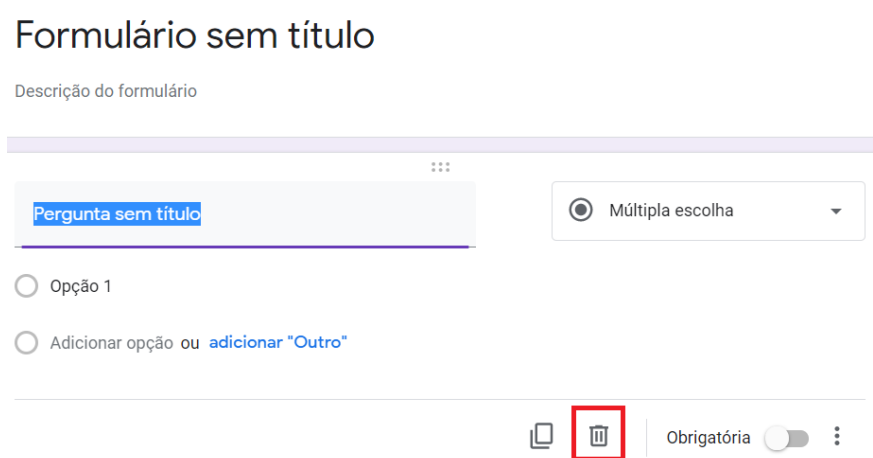 Formulário sem título
Descrição do formulário
Pergunta sem título
Múltipla escolha
Opção 1
Adicionar opção ou adicionar "Outro"
Obrigatória